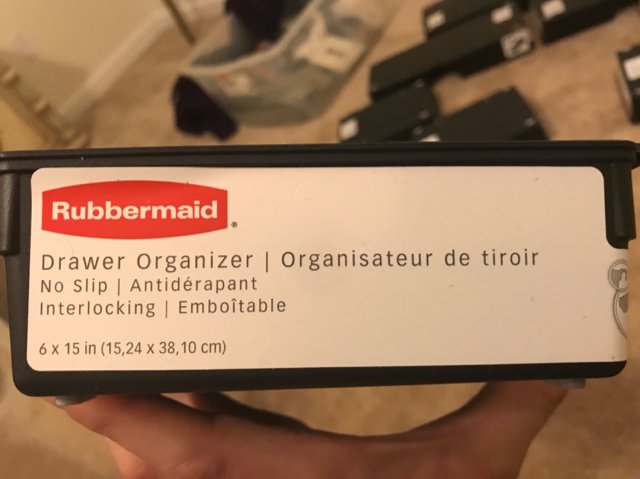 Rubbermaid®
Drawer Organizer | Organisateur de tiroir
No Slip | Antidérapant
Interlocking | Emboîtable
6 x 15 in (15,24 x 38,10 cm)